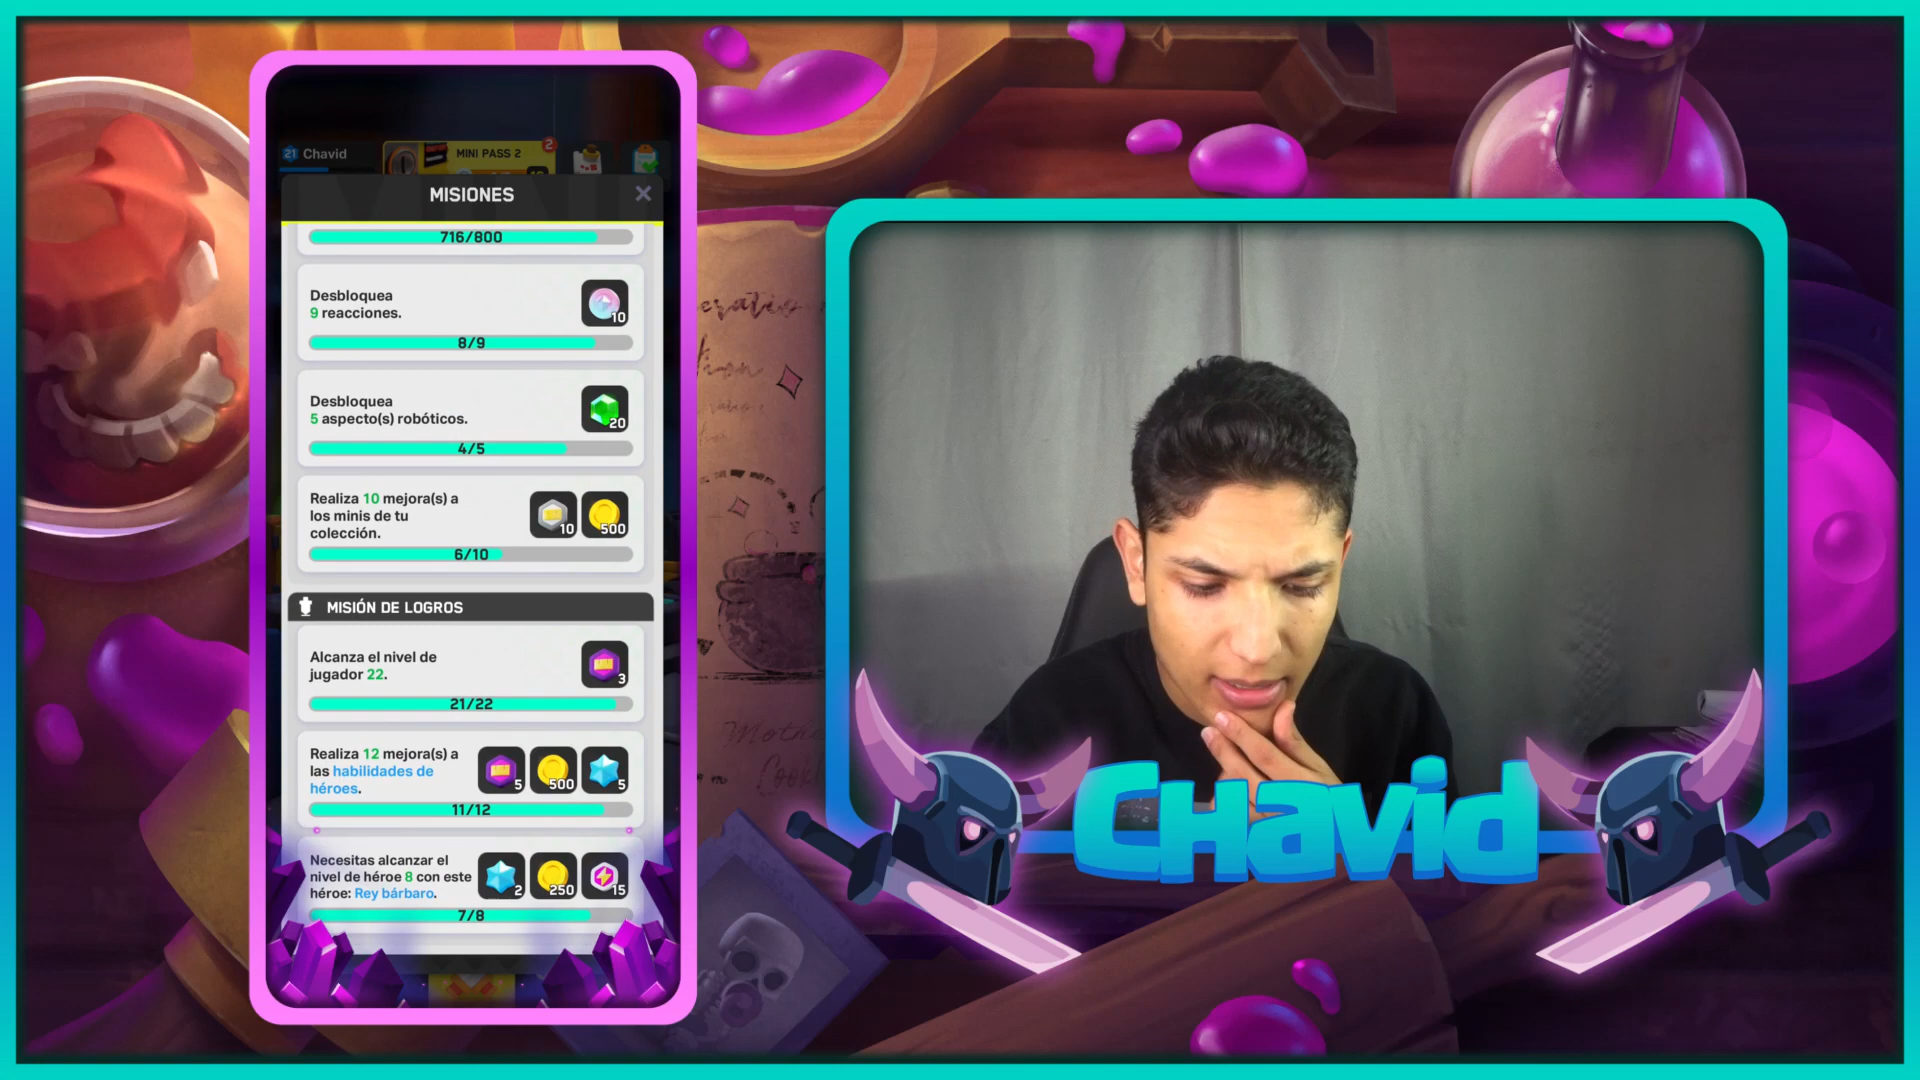 21 Chavid
MINI PASS 2
2
MISIONES
716/800
Desbloquea
9 reacciones.
10
8/9
Desbloquea
5 aspecto(s) robóticos.
20
4/5
Realiza 10 mejora(s) a
los minis de tu
colección.
10
500
6/10
MISIÓN DE LOGROS
Alcanza el nivel de
jugador 22.
3
21/22
Realiza 12 mejora(s) a
las habilidades de
héroes.
5
500
5
11/12
Necesitas alcanzar el
nivel de héroe 8 con este
héroe: Rey bárbaro.
2
250
15
7/8
CHavid